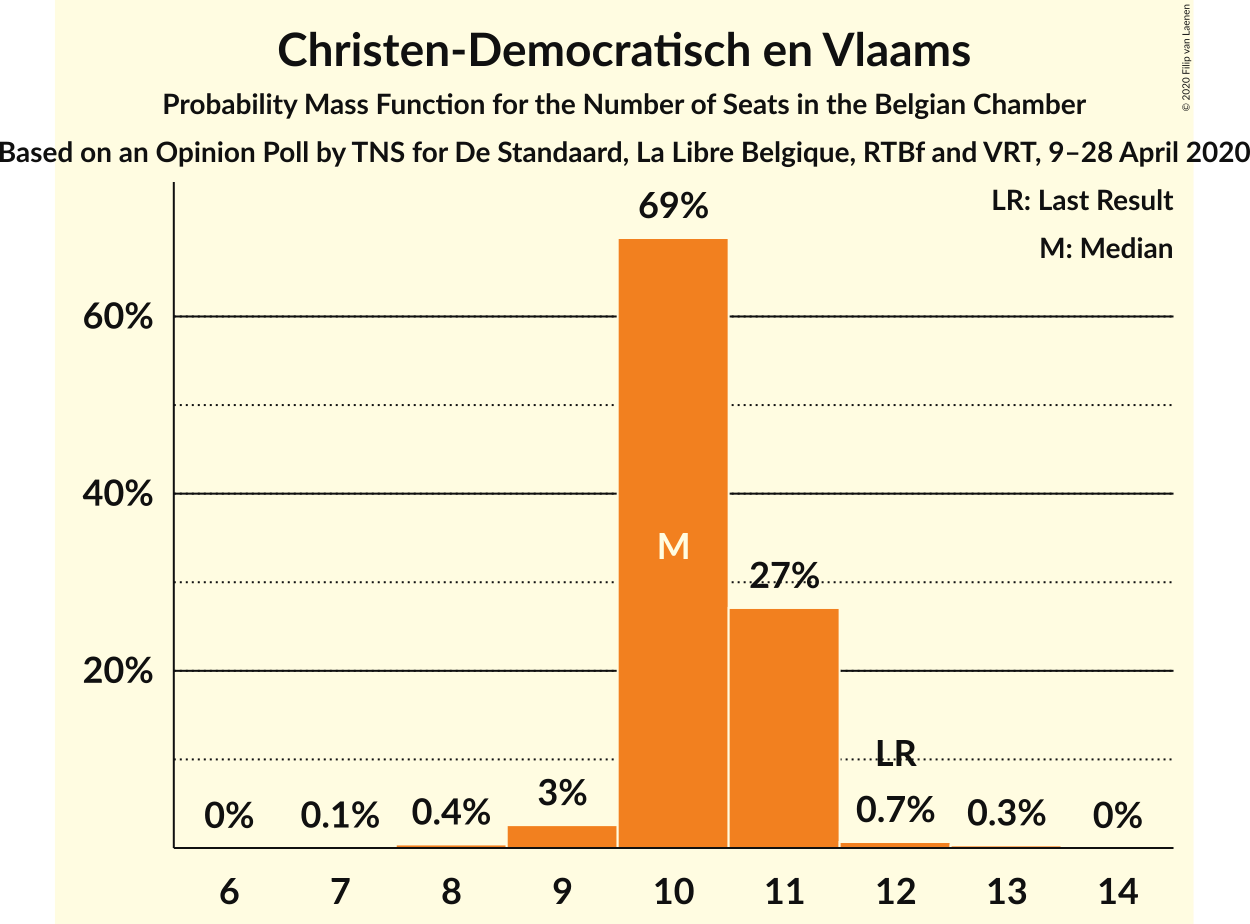 Christen-Democratisch en Vlaams
Probability Mass Function for the Number of Seats in the Belgian Chamber
Based on an Opinion Poll by TNS for De Standaard, La Libre Belgique, RTBf and VRT, 9–28 April 2020
© 2020 Filip van Laenen
LR: Last Result
M: Median
69%
60%
40%
M
27%
20%
LR
0% 0.1% 0.4% 3% 0.7% 0.3% 0%
6 7 8 9 10 11 12 13 14